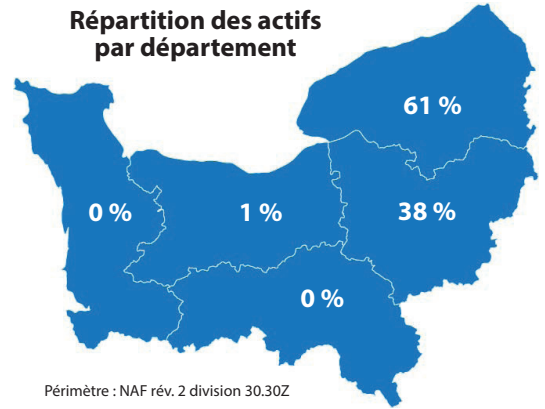 Répartition des actifs
par département
61 %
0 %
1 %
38 %
0 %
Périmètre : NAF rév. 2 division 30.30Z